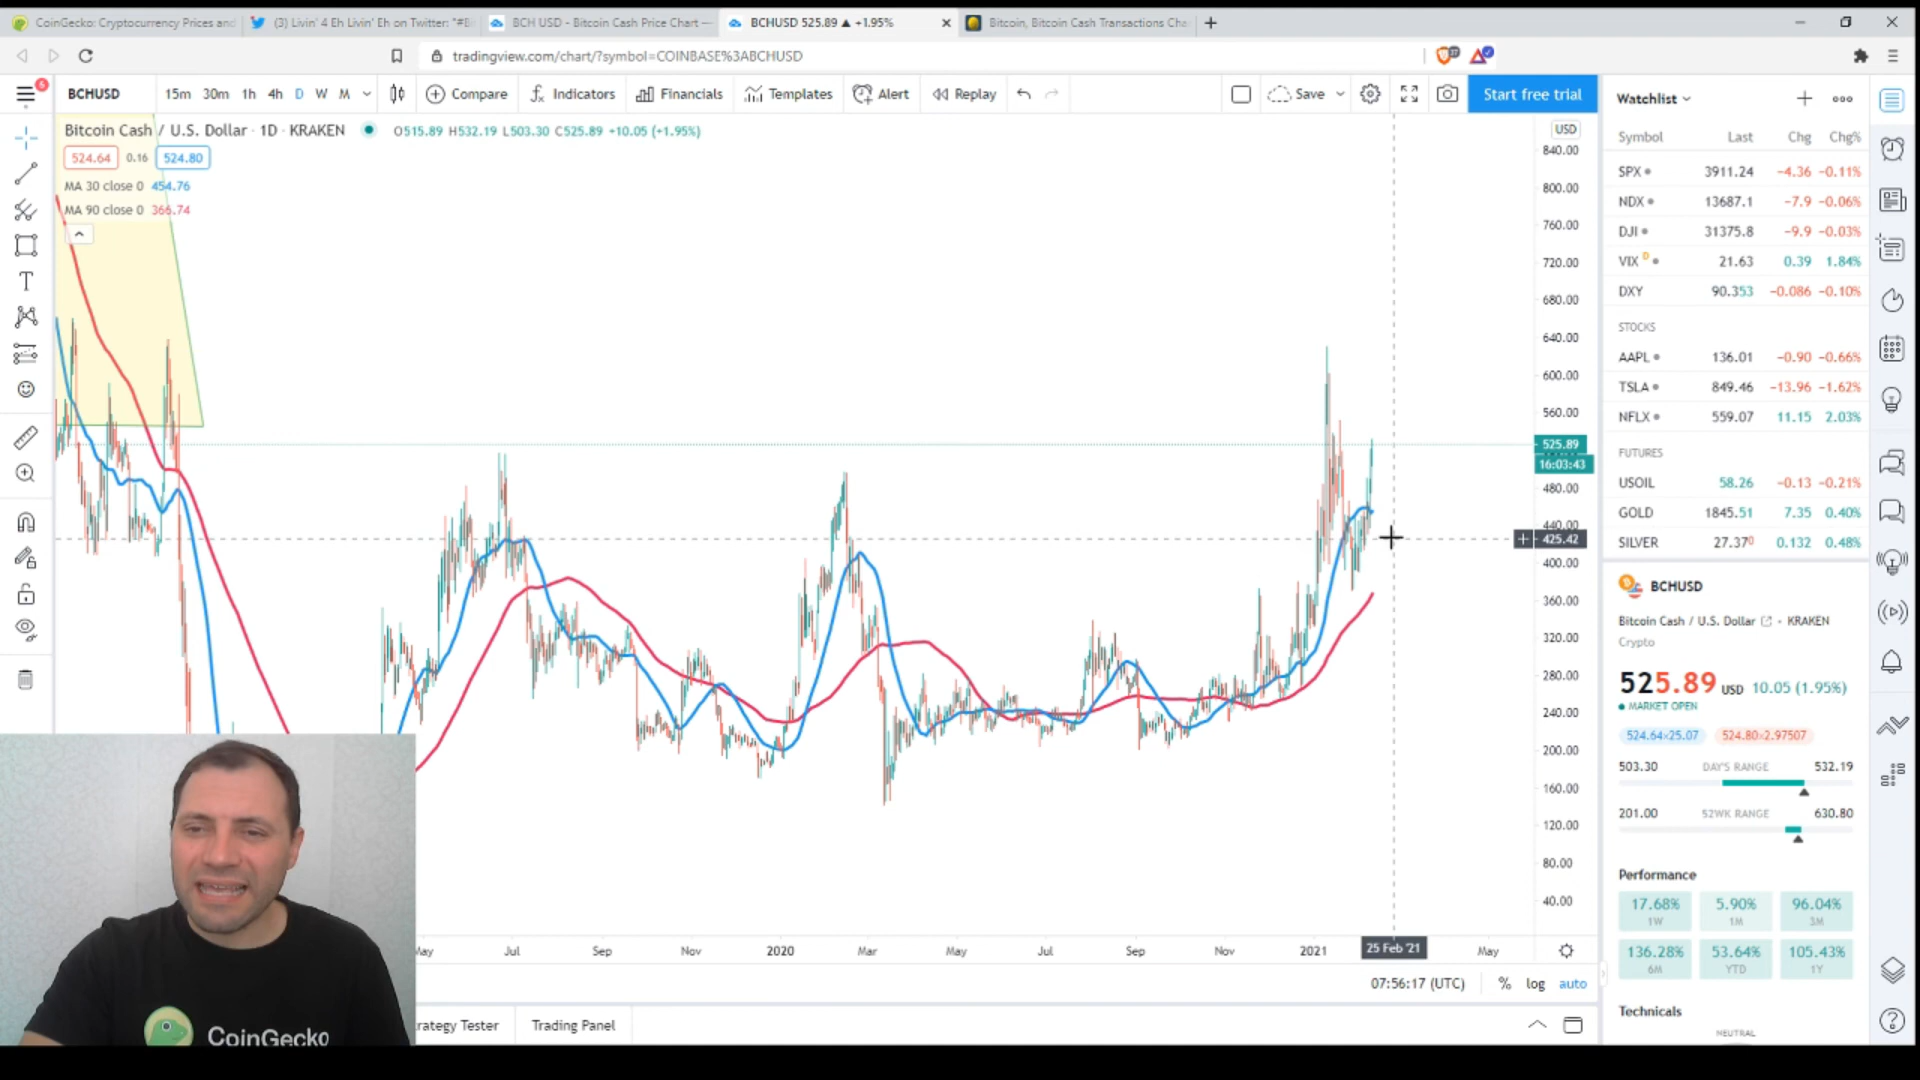 CoinGecko: Cryptocurrency Prices and
(3) Livin' 4 Eh Livin' Eh on Twitter: "#Bi
BCH USD - Bitcoin Cash Price Chart —
BCHUSD 525.89 ▲ +1.95%
Bitcoin, Bitcoin Cash Transactions Cha
tradingview.com/chart/?symbol=COINBASE%3ABCHUSD
BCHUSD 15m 30m 1h 4h D W M Compare Indicators Financials Templates Alert Replay Save Start free trial
Bitcoin Cash / U.S. Dollar · 1D · KRAKEN O515.89 H532.19 L503.30 C525.89 +10.05 (+1.95%)
524.64 0.16 524.80
MA 30 close 0 454.76
MA 90 close 0 366.74
USD
840.00
800.00
760.00
720.00
680.00
640.00
600.00
560.00
525.89
16:03:43
480.00
440.00
425.42
400.00
360.00
320.00
280.00
240.00
200.00
160.00
120.00
80.00
40.00
May Jul Sep Nov 2020 Mar May Jul Sep Nov 2021 25 Feb '21 May
07:56:17 (UTC) % log auto
rategy Tester Trading Panel
CoinGecko
Watchlist
Symbol Last Chg Chg%
SPX 3911.24 −4.36 −0.11%
NDX 13687.1 −7.9 −0.06%
DJI 31375.8 −9.9 −0.03%
VIX D 21.63 0.39 1.84%
DXY 90.353 −0.086 −0.10%
STOCKS
AAPL 136.01 −0.90 −0.66%
TSLA 849.46 −13.96 −1.62%
NFLX 559.07 11.15 2.03%
FUTURES
USOIL 58.26 −0.13 −0.21%
GOLD 1845.51 7.35 0.40%
SILVER 27.370 0.132 0.48%
BCHUSD
Bitcoin Cash / U.S. Dollar • KRAKEN
Crypto
525.89 USD 10.05 (1.95%)
MARKET OPEN
524.64×25.07 524.80×2.97507
503.30 DAY'S RANGE 532.19
201.00 52WK RANGE 630.80
Performance
17.68% 5.90% 96.04%
1W 1M 3M
136.28% 53.64% 105.43%
6M YTD 1Y
Technicals
NEUTRAL